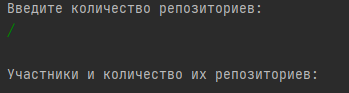 Введите количество репозиториев:
/
Участники и количество их репозиториев: